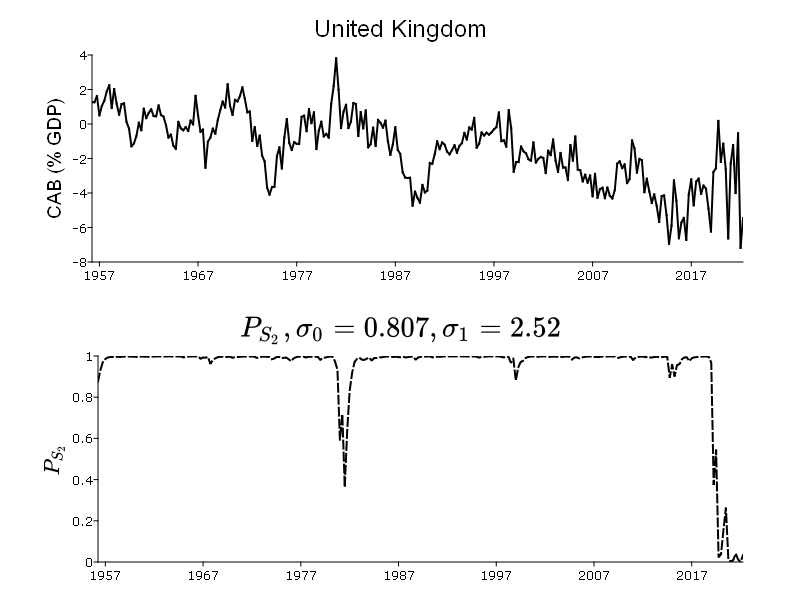 United Kingdom
CAB (% GDP)
4
2
0
-2
-4
-6
-8
1957 1967 1977 1987 1997 2007 2017
P_{S_2}, σ_0 = 0.807, σ_1 = 2.52
P_{S_2}
1
0.8
0.6
0.4
0.2
0
1957 1967 1977 1987 1997 2007 2017